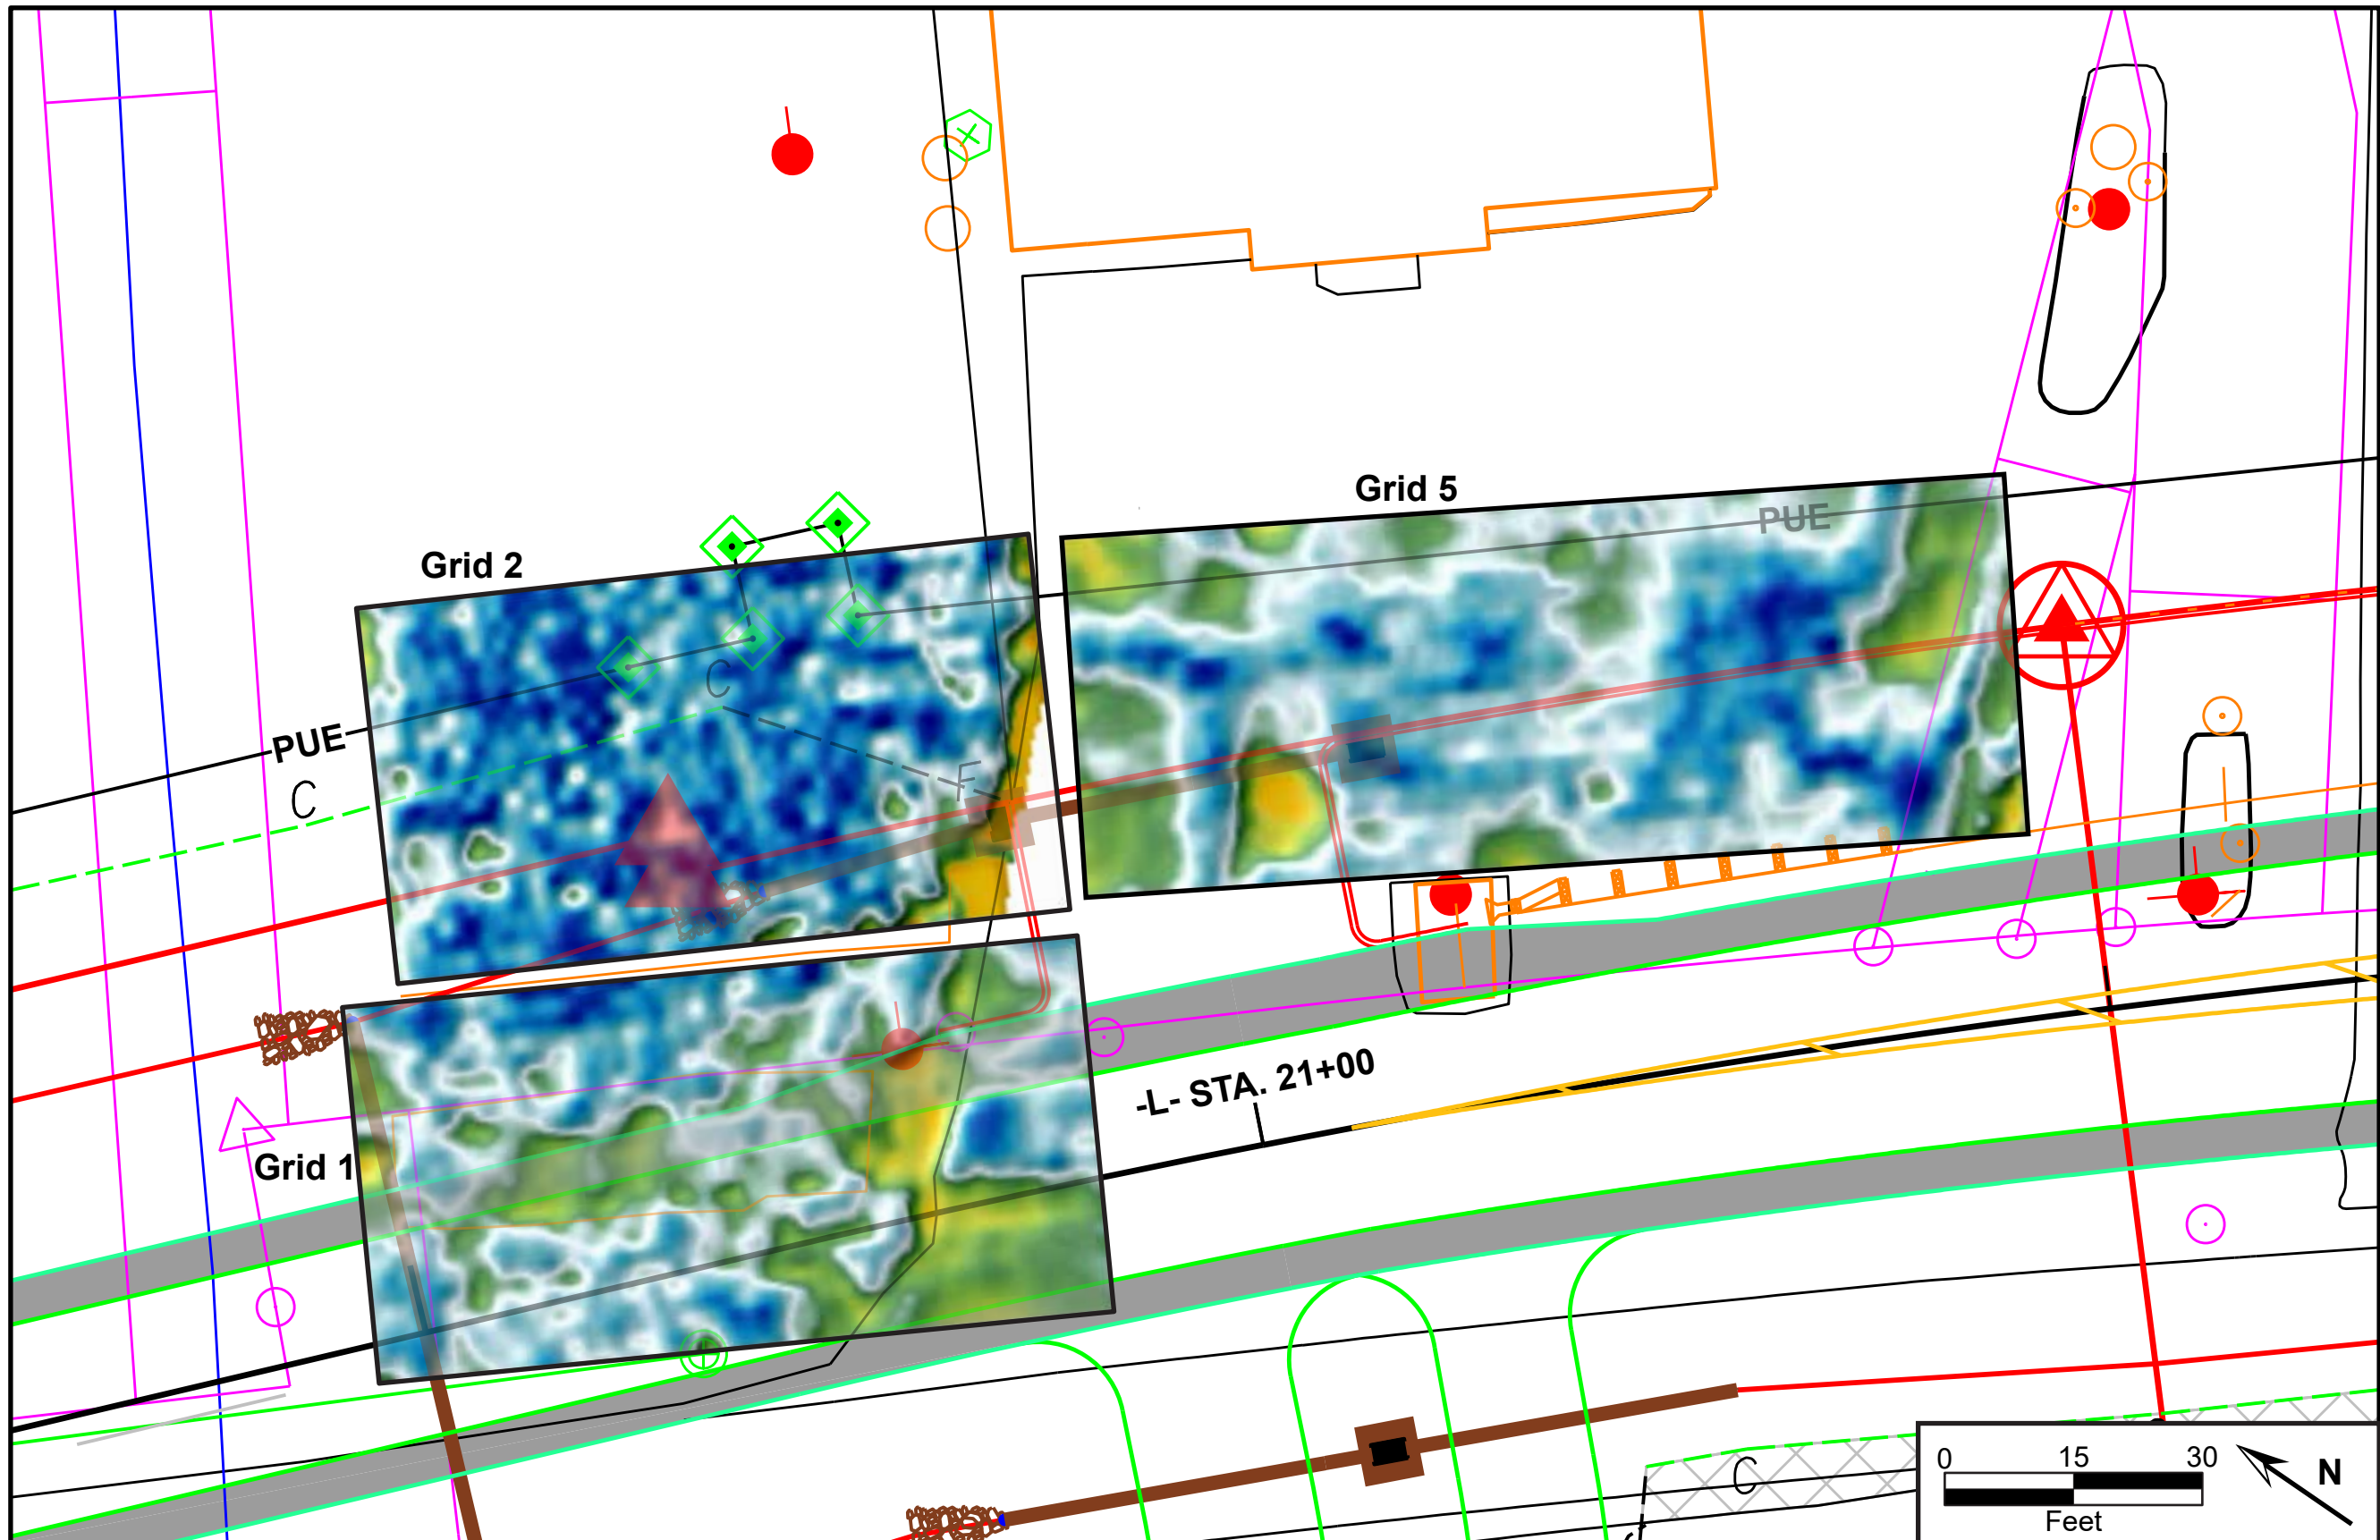 Grid 5
PUE
Grid 2
C
PUE
F
C
-L- STA. 21+00
Grid 1
0 15 30
Feet
N
C